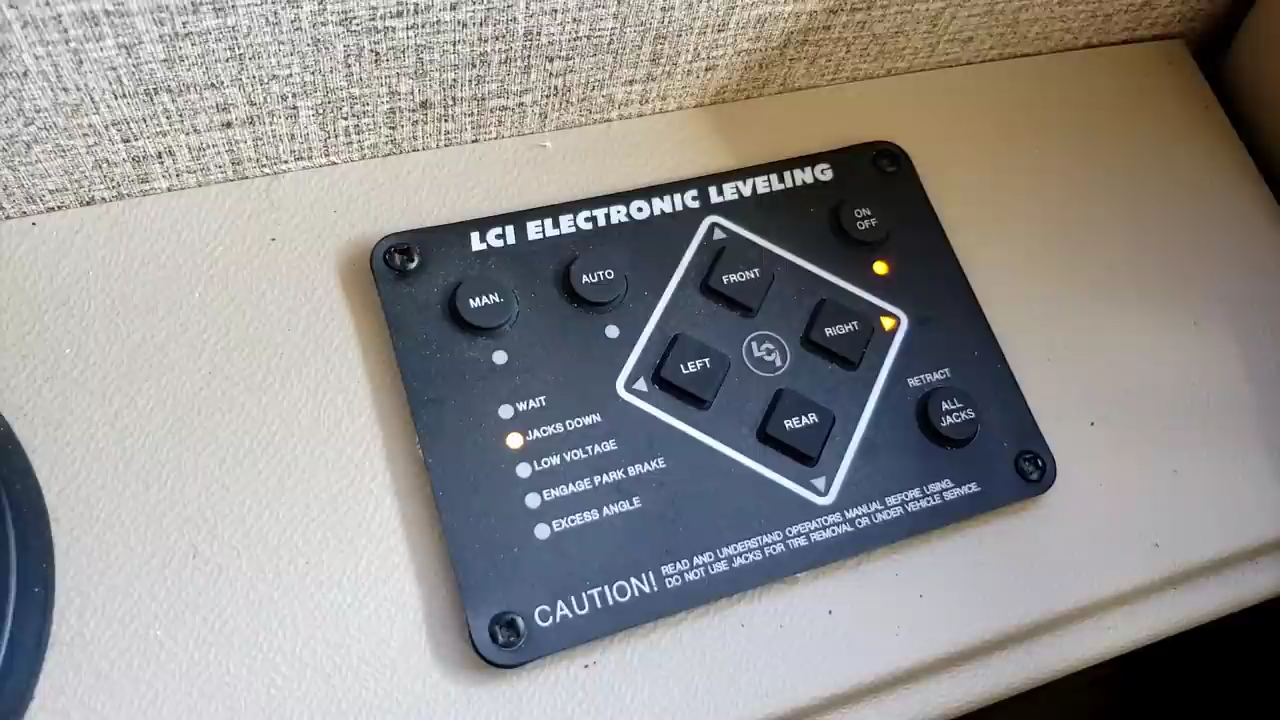 LCI ELECTRONIC LEVELING
ON
OFF
MAN.
AUTO
FRONT
RIGHT
LEFT
REAR
LCI
RETRACT
ALL
JACKS
WAIT
JACKS DOWN
LOW VOLTAGE
ENGAGE PARK BRAKE
EXCESS ANGLE
CAUTION!
READ AND UNDERSTAND OPERATORS MANUAL BEFORE USING.
DO NOT USE JACKS FOR TIRE REMOVAL OR UNDER VEHICLE SERVICE.